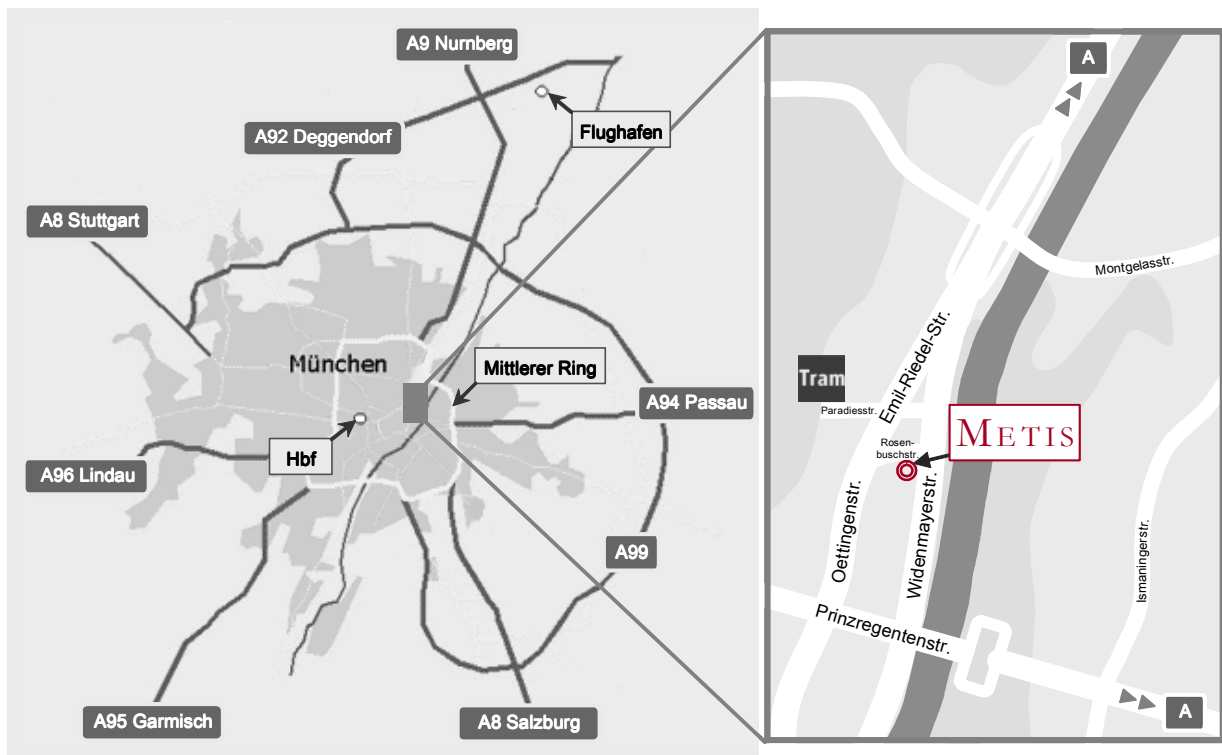 A9 Nurnberg
Flughafen
A92 Deggendorf
A8 Stuttgart
München
Mittlerer Ring
A94 Passau
Hbf
A96 Lindau
A99
A95 Garmisch
A8 Salzburg
A
Montgelasstr.
Emil-Riedel-Str.
Tram
Paradiesstr.
METIS
Rosen-
buschstr.
Oettingenstr.
Widenmayerstr.
Ismaningerstr.
Prinzregentenstr.
A